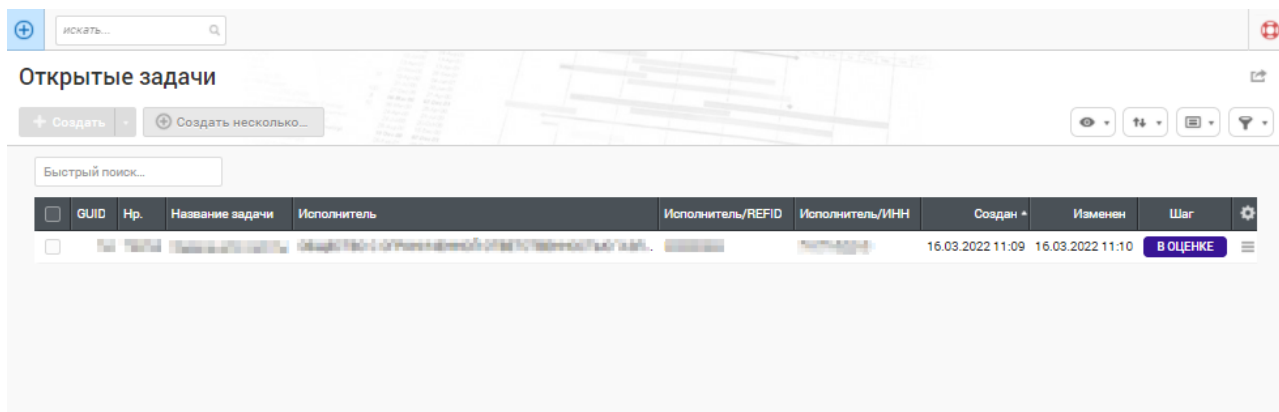 искать...
Открытые задачи
+ Создать
Создать несколько...
Быстрый поиск...
GUID Нр. Название задачи Исполнитель Исполнитель/REFID Исполнитель/ИНН Создан Изменен Шаг
16.03.2022 11:09 16.03.2022 11:10 В ОЦЕНКЕ